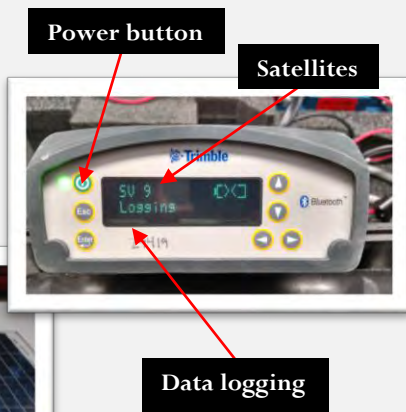 Power button
Satellites
Trimble
SV 9
Logging
Esc
Bluetooth
Enter
Data logging